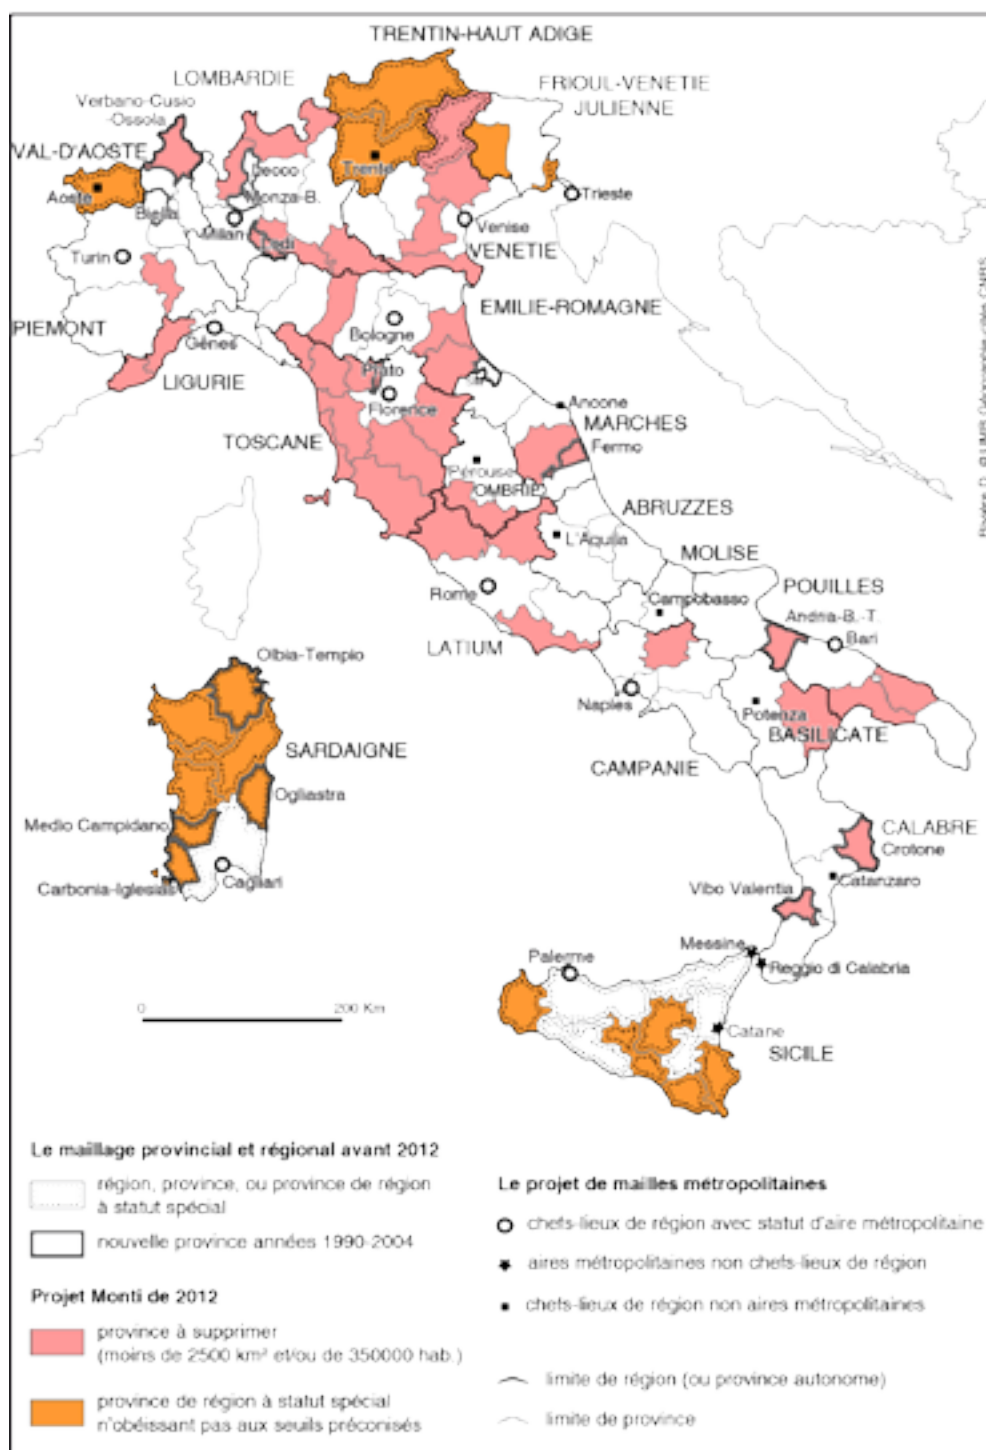 TRENTIN-HAUT ADIGE
LOMBARDIE
FRIOUL-VENETIE
JULIENNE
Verbano-Cusio
-Ossola
VAL-D'AOSTE
Aoste
Trente
Lecco
Monza-B.
Biella
Milan
Lodi
Trieste
Venise
VENETIE
Turin
PIEMONT
EMILIE-ROMAGNE
Bologne
Gênes
LIGURIE
Prato
Florence
Ancone
MARCHES
Fermo
TOSCANE
Pérouse
OMBRIE
ABRUZZES
L'Aquila
MOLISE
Rome
Campobasso
POUILLES
Andria-B.-T.
Bari
LATIUM
Olbia-Tempio
Naples
Potenza
BASILICATE
SARDAIGNE
CAMPANIE
Ogliastra
Medio Campidano
CALABRE
Crotone
Carbonia-Iglesias
Cagliari
Vibo Valentia
Catanzaro
Messine
Palerme
Reggio di Calabria
0 200 Km
Catane
SICILE
Rivière D. © UMR Géographie-cités CNRS
Le maillage provincial et régional avant 2012
région, province, ou province de région
à statut spécial
nouvelle province années 1990-2004
Projet Monti de 2012
province à supprimer
(moins de 2500 km² et/ou de 350000 hab.)
province de région à statut spécial
n'obéissant pas aux seuils préconisés
Le projet de mailles métropolitaines
chefs-lieux de région avec statut d'aire métropolitaine
aires métropolitaines non chefs-lieux de région
chefs-lieux de région non aires métropolitaines
limite de région (ou province autonome)
limite de province